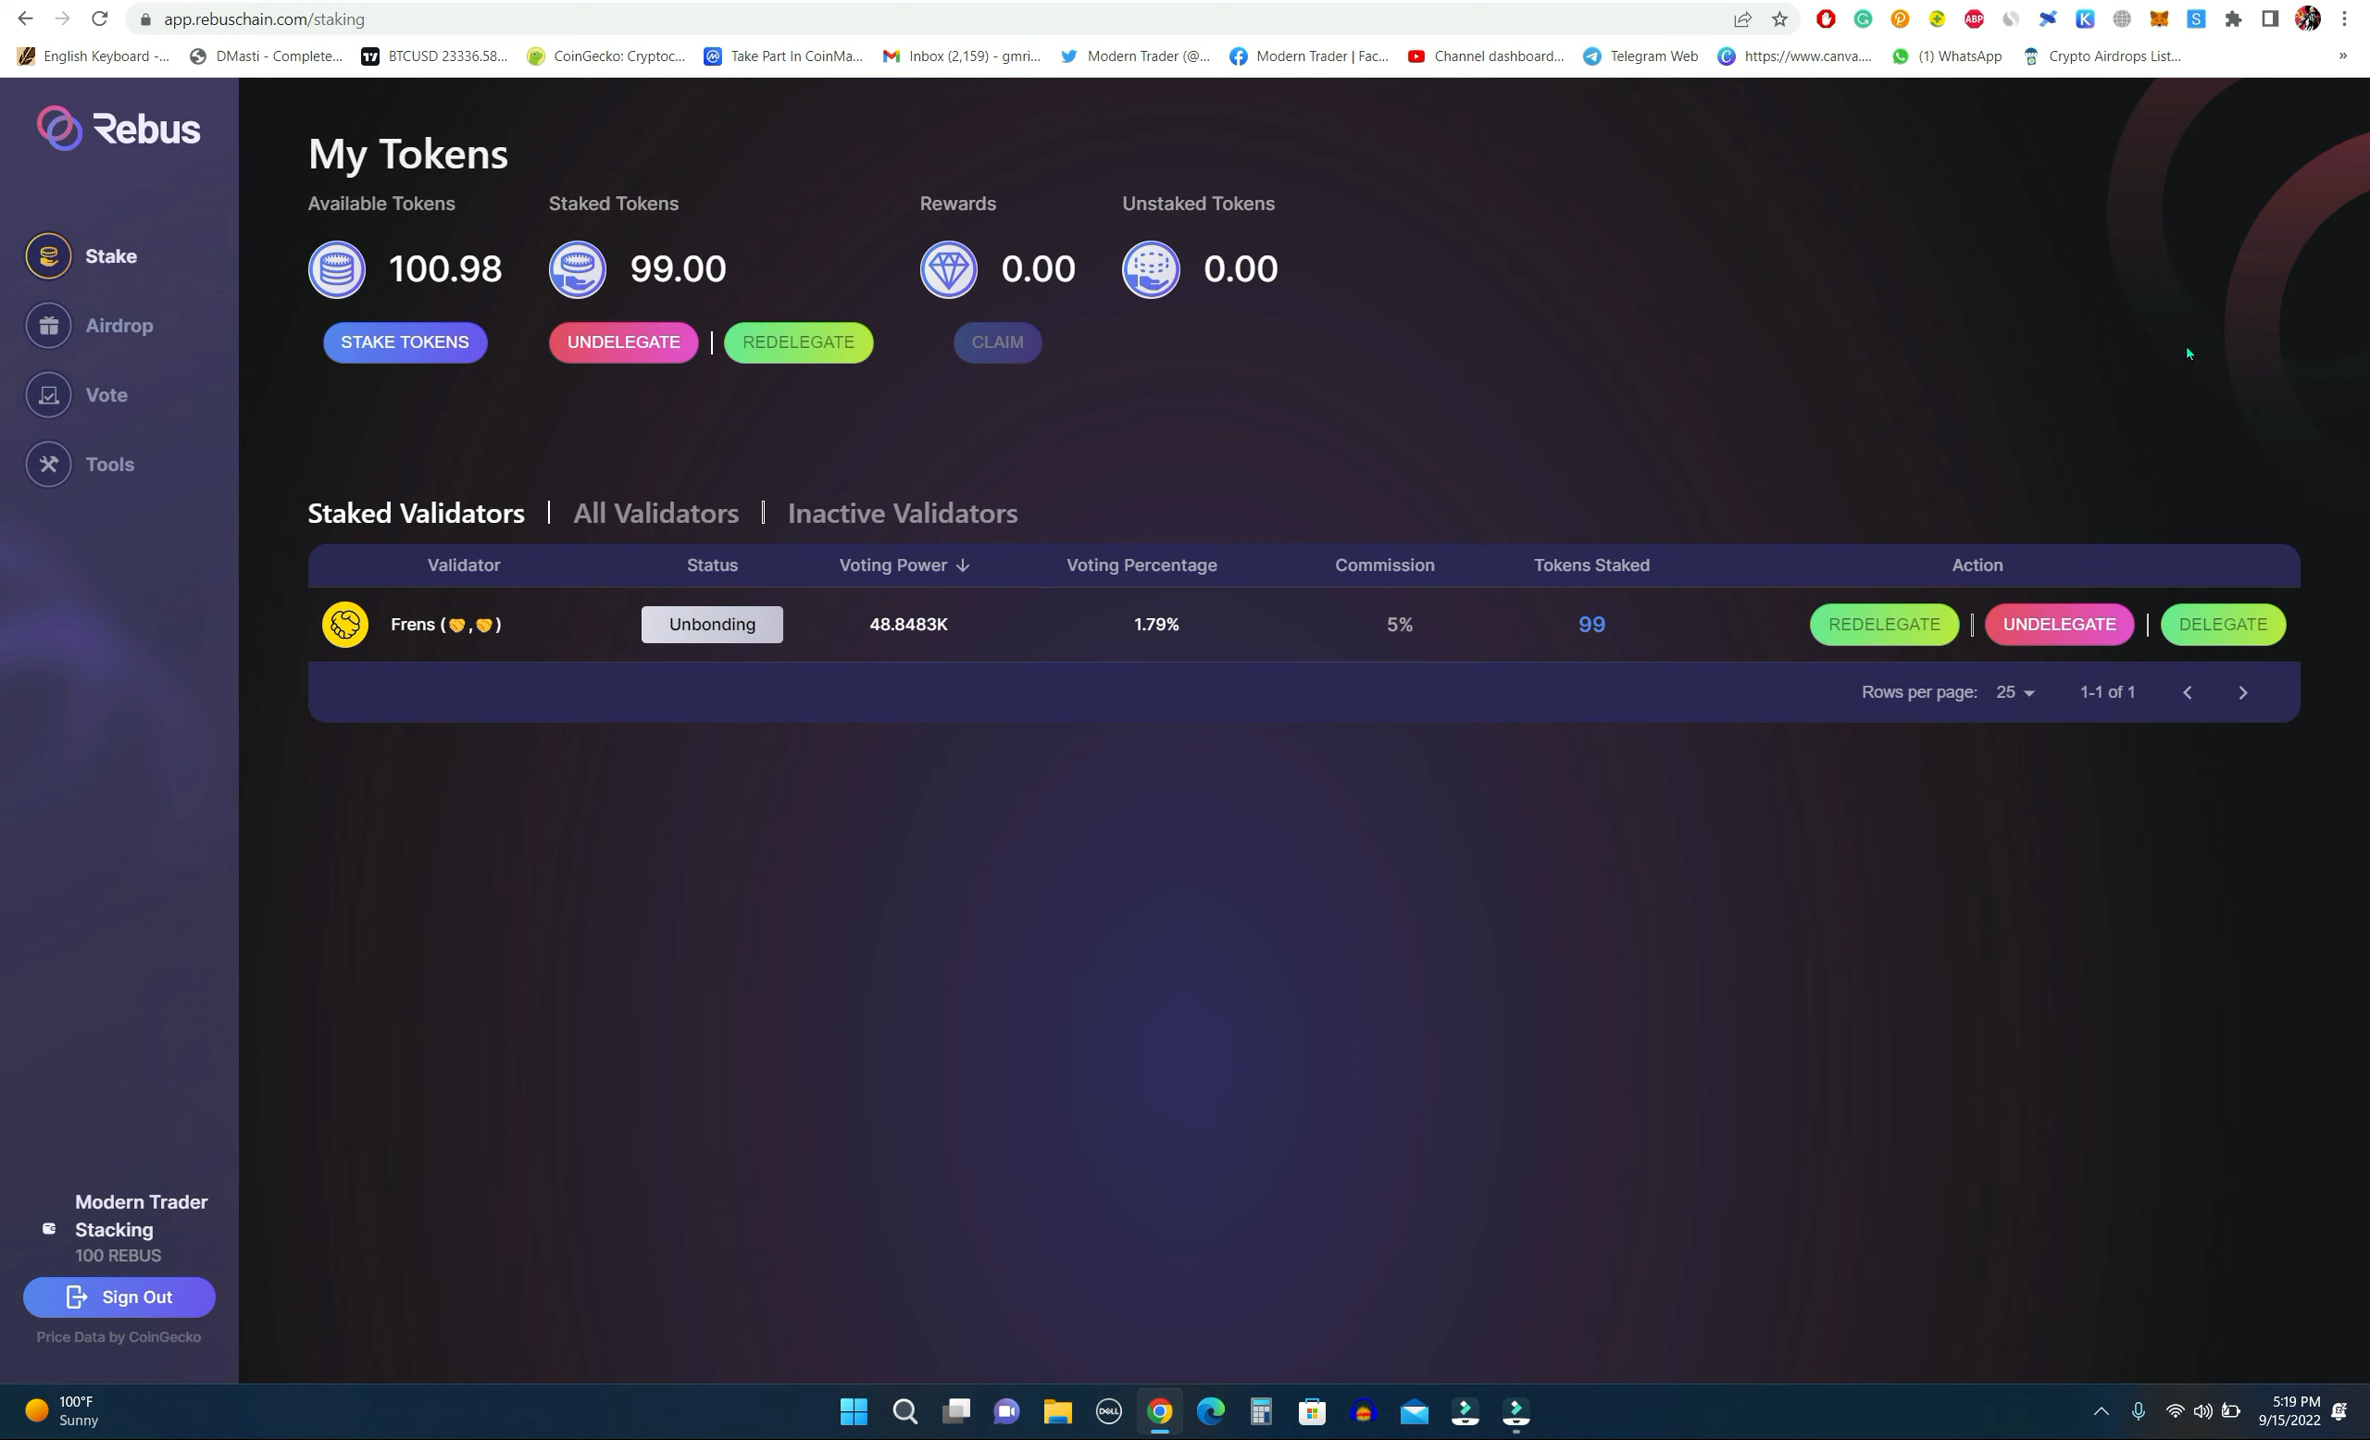 app.rebuschain.com/staking
English Keyboard -... DMasti - Complete... BTCUSD 23336.58... CoinGecko: Cryptoc... Take Part In CoinMa... Inbox (2,159) - gmri... Modern Trader (@... Modern Trader | Fac... Channel dashboard... Telegram Web https://www.canva.... (1) WhatsApp Crypto Airdrops List... »
Rebus
Stake
Airdrop
Vote
Tools
My Tokens
Available Tokens Staked Tokens Rewards Unstaked Tokens
100.98 99.00 0.00 0.00
STAKE TOKENS UNDELEGATE | REDELEGATE CLAIM
Staked Validators | All Validators | Inactive Validators
Validator Status Voting Power Voting Percentage Commission Tokens Staked Action
Frens (🤝,🤝) Unbonding 48.8483K 1.79% 5% 99 REDELEGATE | UNDELEGATE | DELEGATE
Rows per page: 25 1-1 of 1
Modern Trader
Stacking
100 REBUS
Sign Out
Price Data by CoinGecko
100°F
Sunny
DELL
5:19 PM
9/15/2022